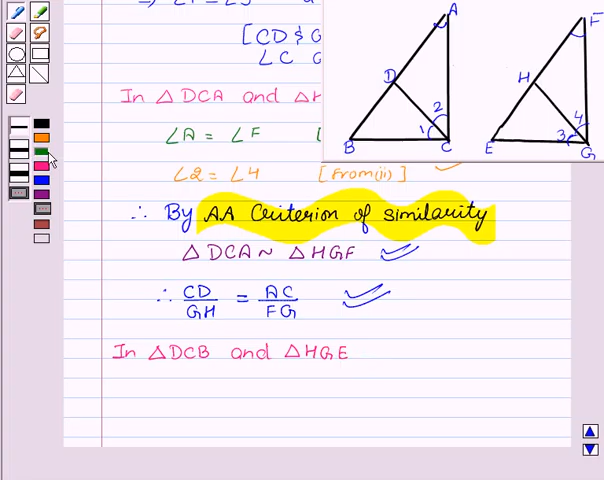 [CD & G
∠C G
In △ DCA and △ H
∠A = ∠F [
∠2 = ∠4 [From(ii)]
∴ By AA Criterion of similarity
△ DCA ~ △ HGF
∴ CD/GH = AC/FG
In △DCB and △HGE
A
D
2
1
B
C
F
H
4
3
E
G